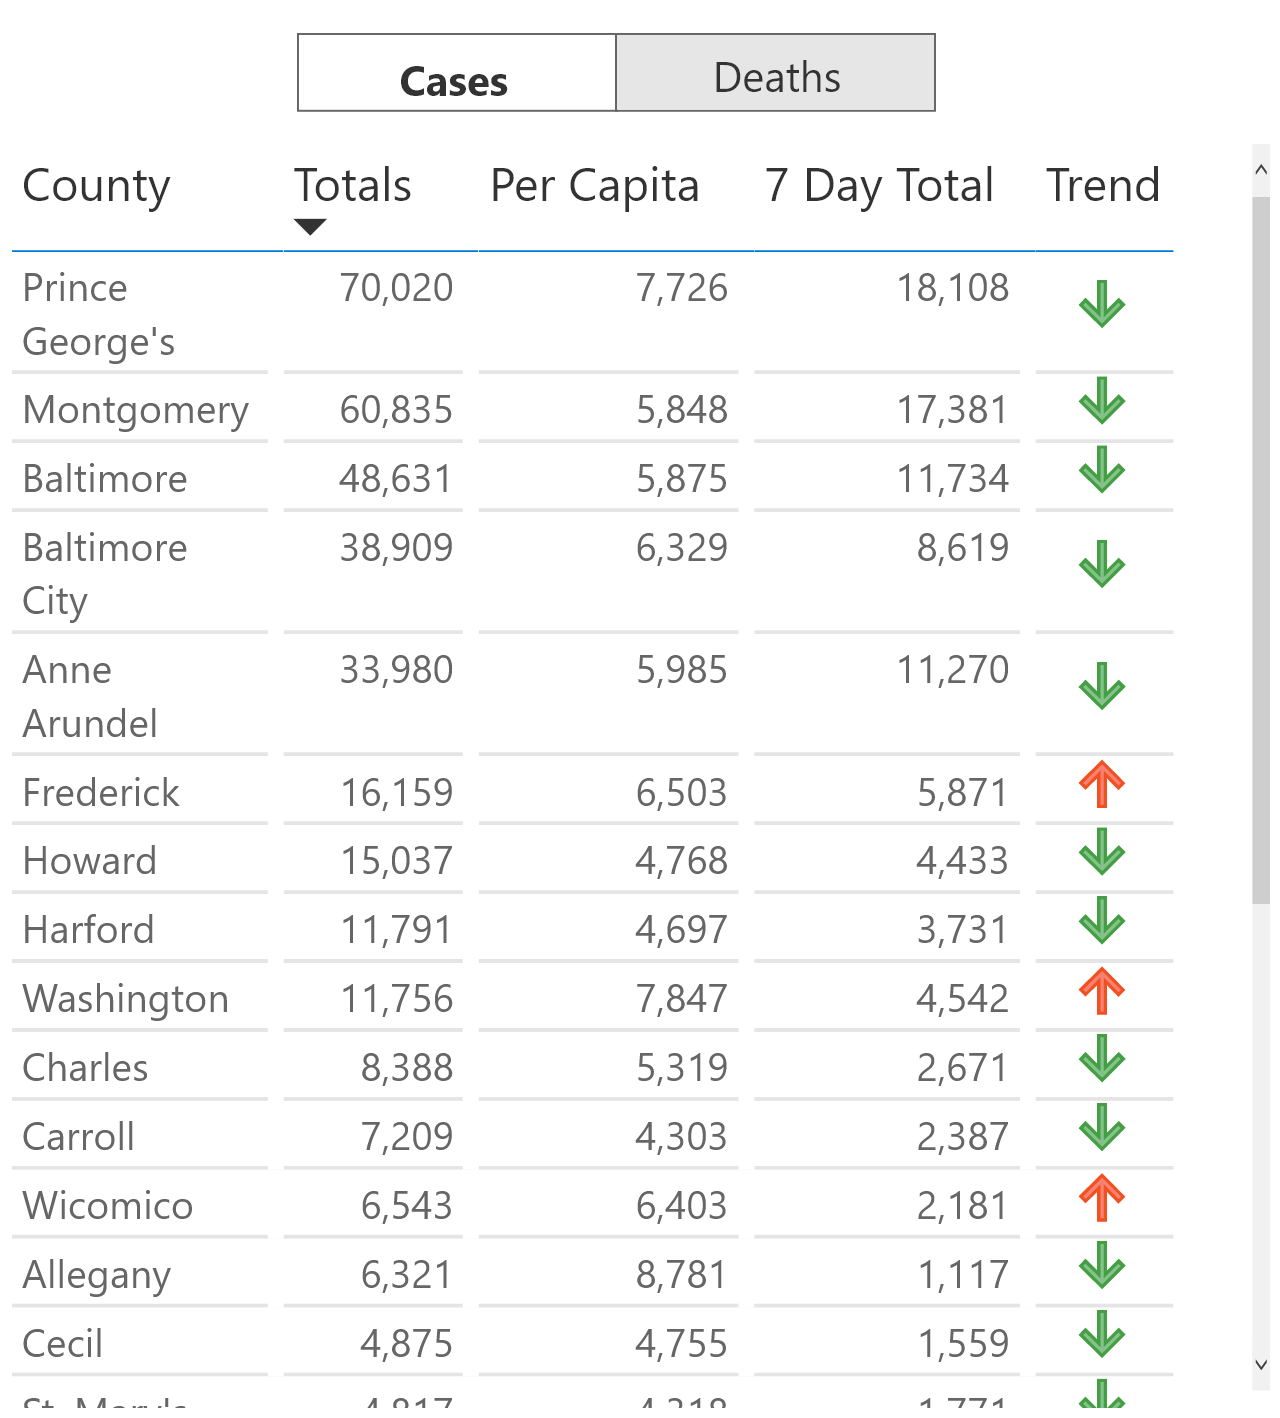 Cases Deaths
County Totals Per Capita 7 Day Total Trend
Prince 70,020 7,726 18,108
George's
Montgomery 60,835 5,848 17,381
Baltimore 48,631 5,875 11,734
Baltimore 38,909 6,329 8,619
City
Anne 33,980 5,985 11,270
Arundel
Frederick 16,159 6,503 5,871
Howard 15,037 4,768 4,433
Harford 11,791 4,697 3,731
Washington 11,756 7,847 4,542
Charles 8,388 5,319 2,671
Carroll 7,209 4,303 2,387
Wicomico 6,543 6,403 2,181
Allegany 6,321 8,781 1,117
Cecil 4,875 4,755 1,559
St. Mary's